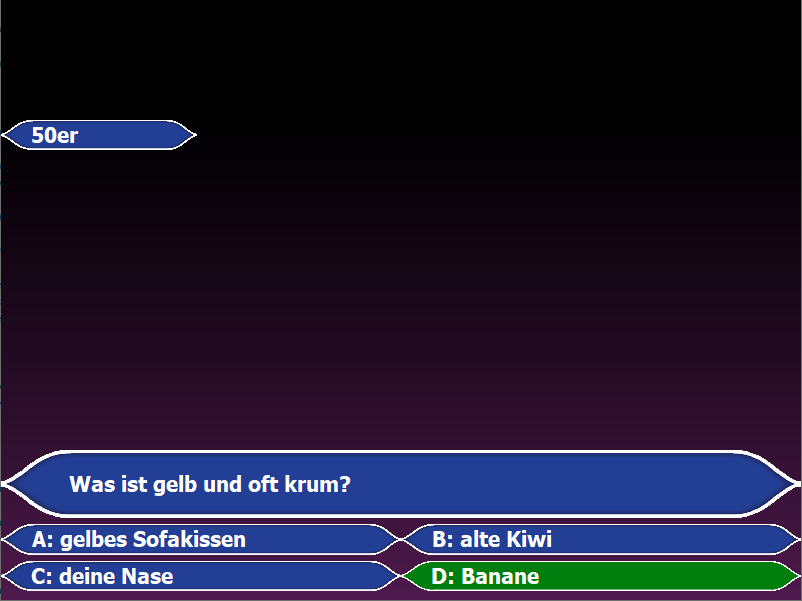 50er
Was ist gelb und oft krum?
A: gelbes Sofakissen
B: alte Kiwi
C: deine Nase
D: Banane